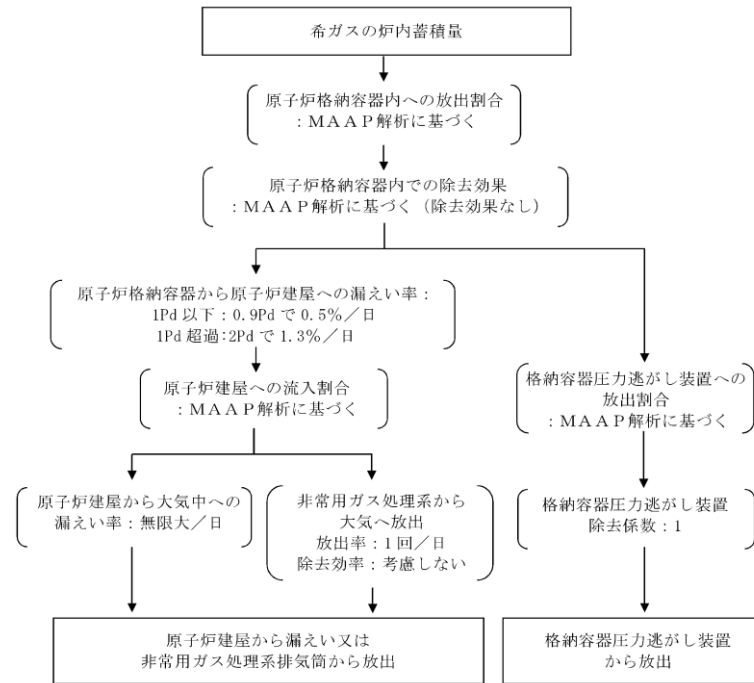 希ガスの炉内蓄積量
原子炉格納容器内への放出割合
：ＭＡＡＰ解析に基づく
原子炉格納容器内での除去効果
：ＭＡＡＰ解析に基づく（除去効果なし）
原子炉格納容器から原子炉建屋への漏えい率：
1Pd 以下：0.9Pd で 0.5％／日
1Pd 超過：2Pd で 1.3％／日
原子炉建屋への流入割合
：ＭＡＡＰ解析に基づく
格納容器圧力逃がし装置への
放出割合
：ＭＡＡＰ解析に基づく
原子炉建屋から大気中への
漏えい率：無限大／日
非常用ガス処理系から
大気へ放出
放出率：1 回／日
除去効率：考慮しない
格納容器圧力逃がし装置
除去係数：1
原子炉建屋から漏えい又は
非常用ガス処理系排気筒から放出
格納容器圧力逃がし装置
から放出